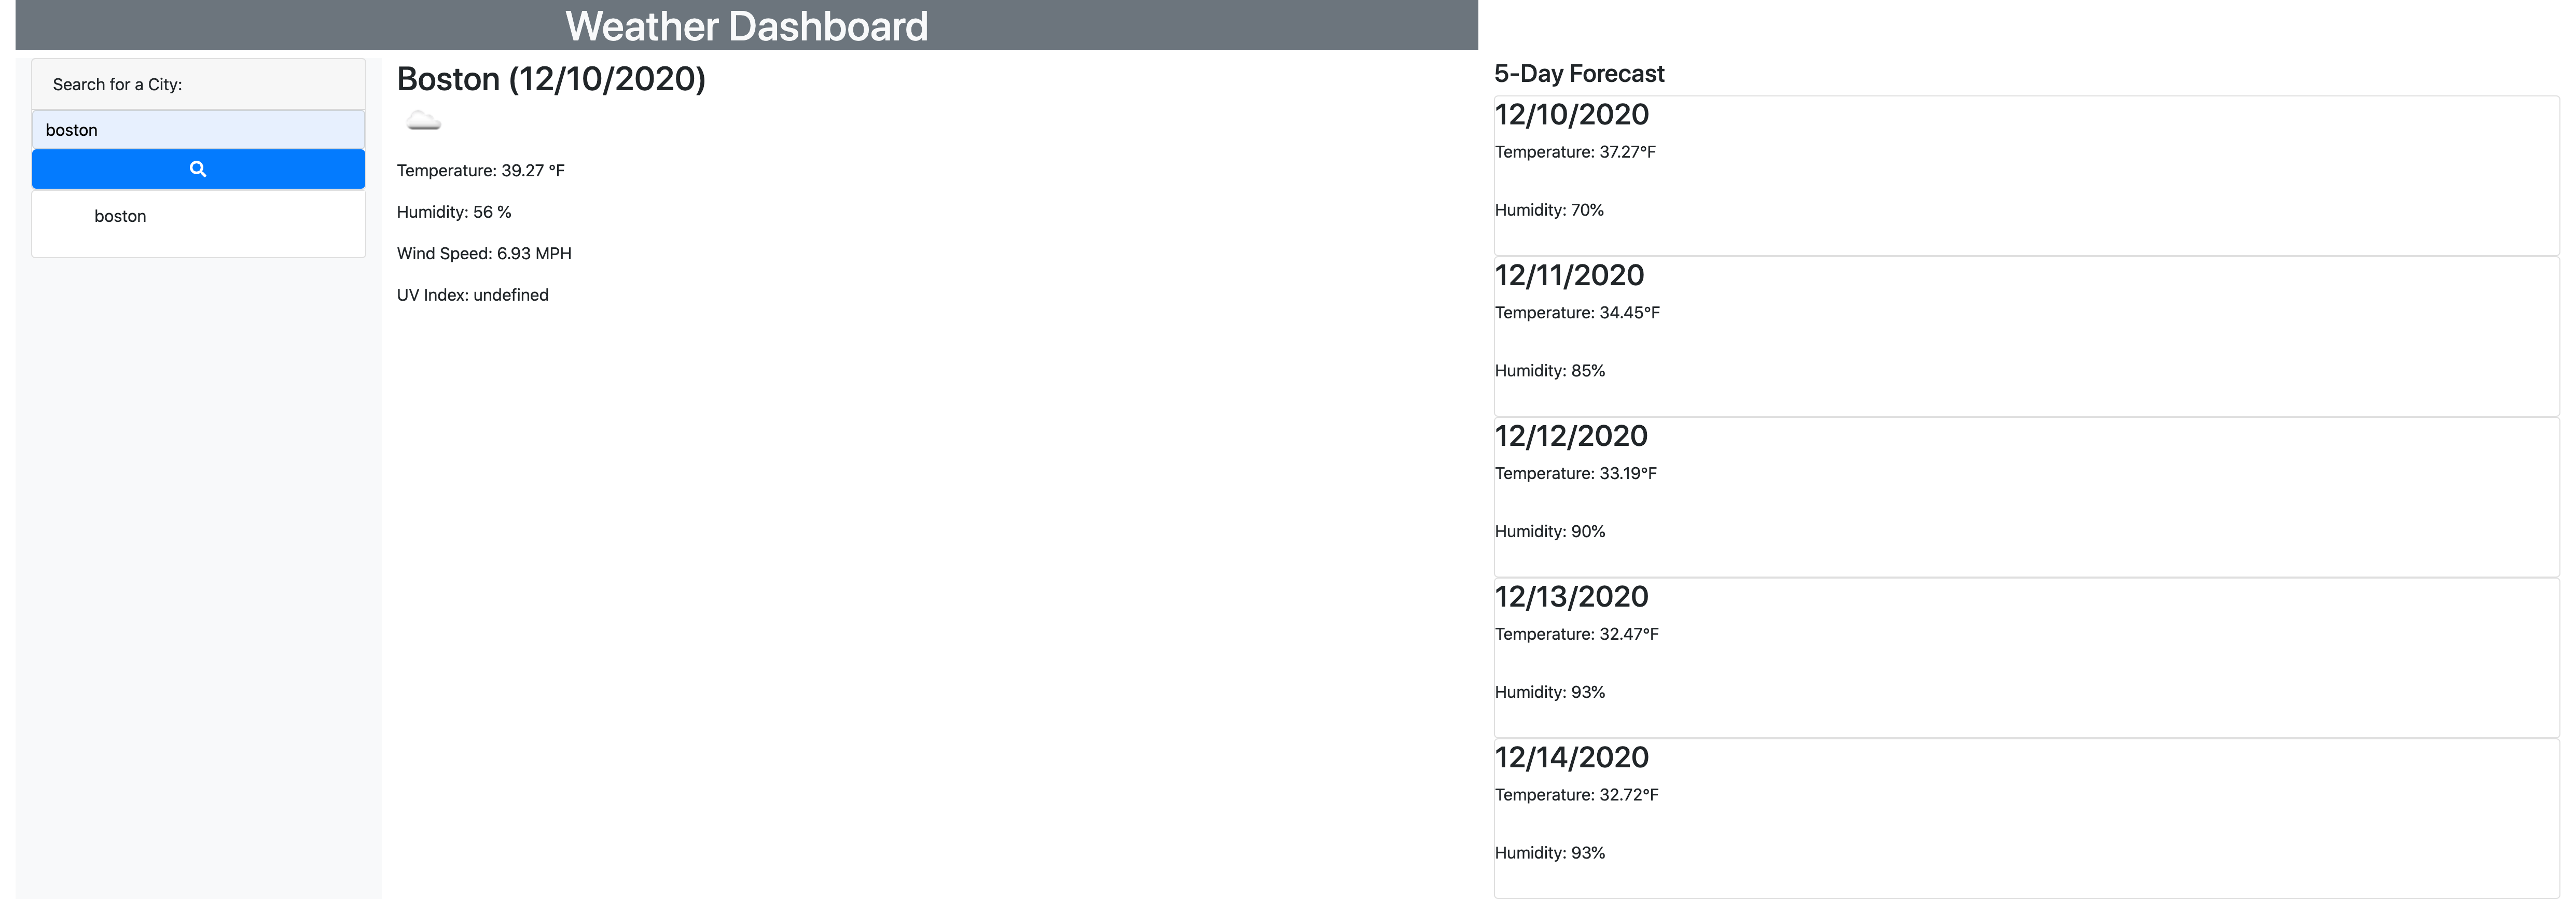 Weather Dashboard
Search for a City:
boston
boston
Boston (12/10/2020)
Temperature: 39.27 °F
Humidity: 56 %
Wind Speed: 6.93 MPH
UV Index: undefined
5-Day Forecast
12/10/2020
Temperature: 37.27°F
Humidity: 70%
12/11/2020
Temperature: 34.45°F
Humidity: 85%
12/12/2020
Temperature: 33.19°F
Humidity: 90%
12/13/2020
Temperature: 32.47°F
Humidity: 93%
12/14/2020
Temperature: 32.72°F
Humidity: 93%